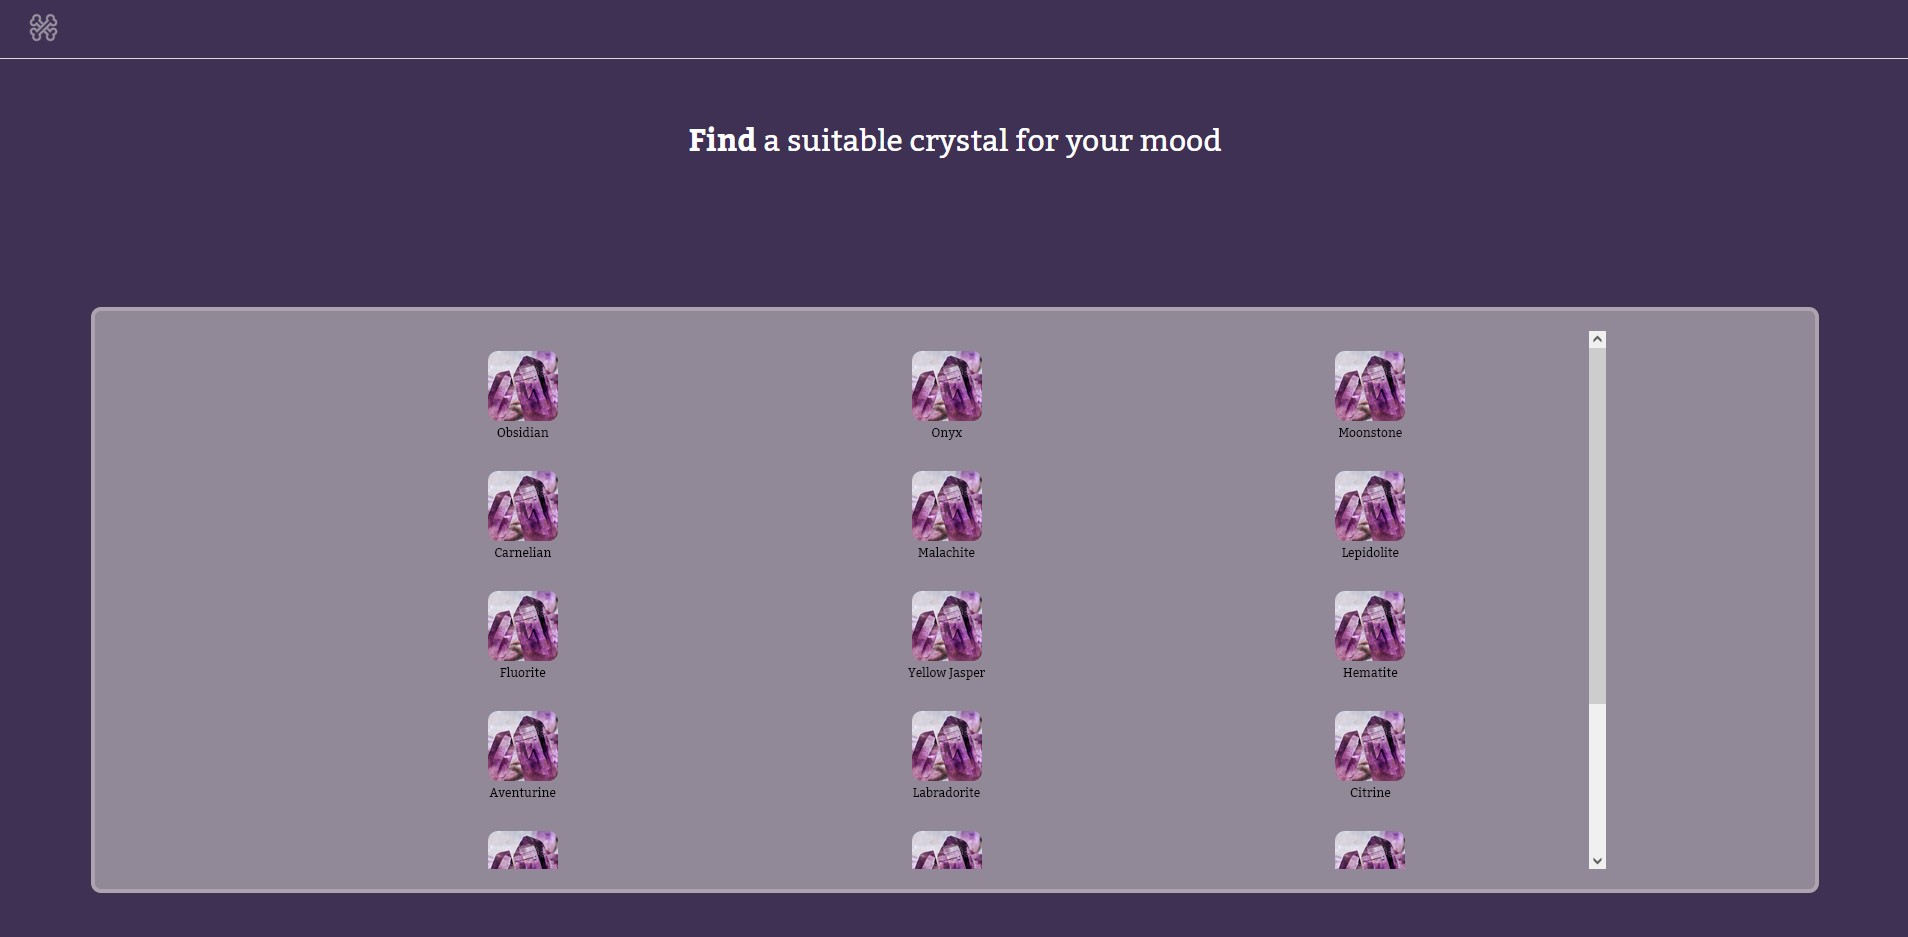 Find a suitable crystal for your mood
Obsidian
Onyx
Moonstone
Carnelian
Malachite
Lepidolite
Fluorite
Yellow Jasper
Hematite
Aventurine
Labradorite
Citrine